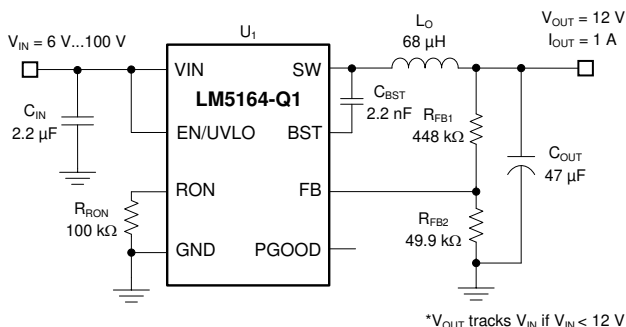 V_IN = 6 V...100 V
U_1
L_O
68 µH
V_OUT = 12 V
I_OUT = 1 A
VIN
SW
LM5164-Q1
C_IN
2.2 µF
EN/UVLO
BST
C_BST
2.2 nF
R_FB1
448 kΩ
C_OUT
47 µF
RON
FB
R_RON
100 kΩ
R_FB2
49.9 kΩ
GND
PGOOD
*V_OUT tracks V_IN if V_IN < 12 V